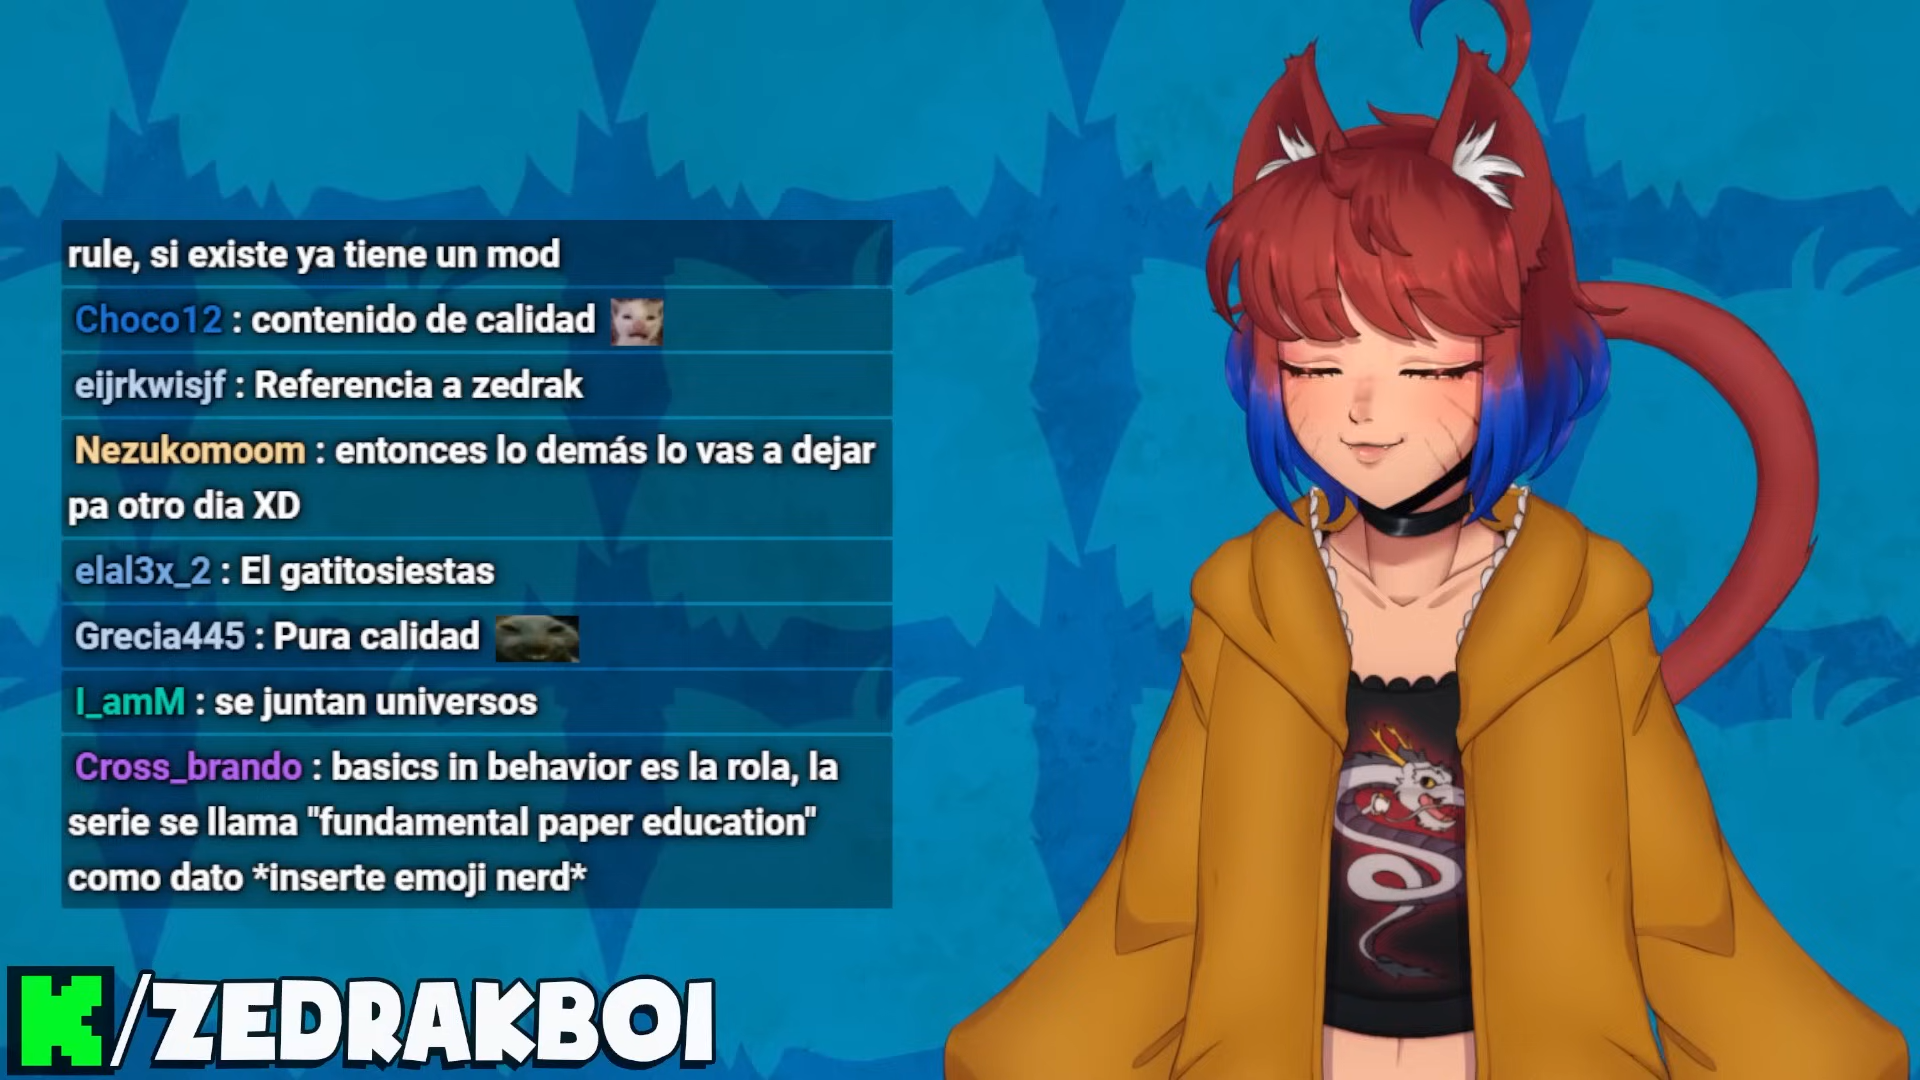 rule, si existe ya tiene un mod
Choco12 : contenido de calidad
eijrkwisjf : Referencia a zedrak
Nezukomoom : entonces lo demás lo vas a dejar
pa otro dia XD
elal3x_2 : El gatitosiestas
Grecia445 : Pura calidad
I_amM : se juntan universos
Cross_brando : basics in behavior es la rola, la
serie se llama "fundamental paper education"
como dato *inserte emoji nerd*
K/ZEDRAKBOI